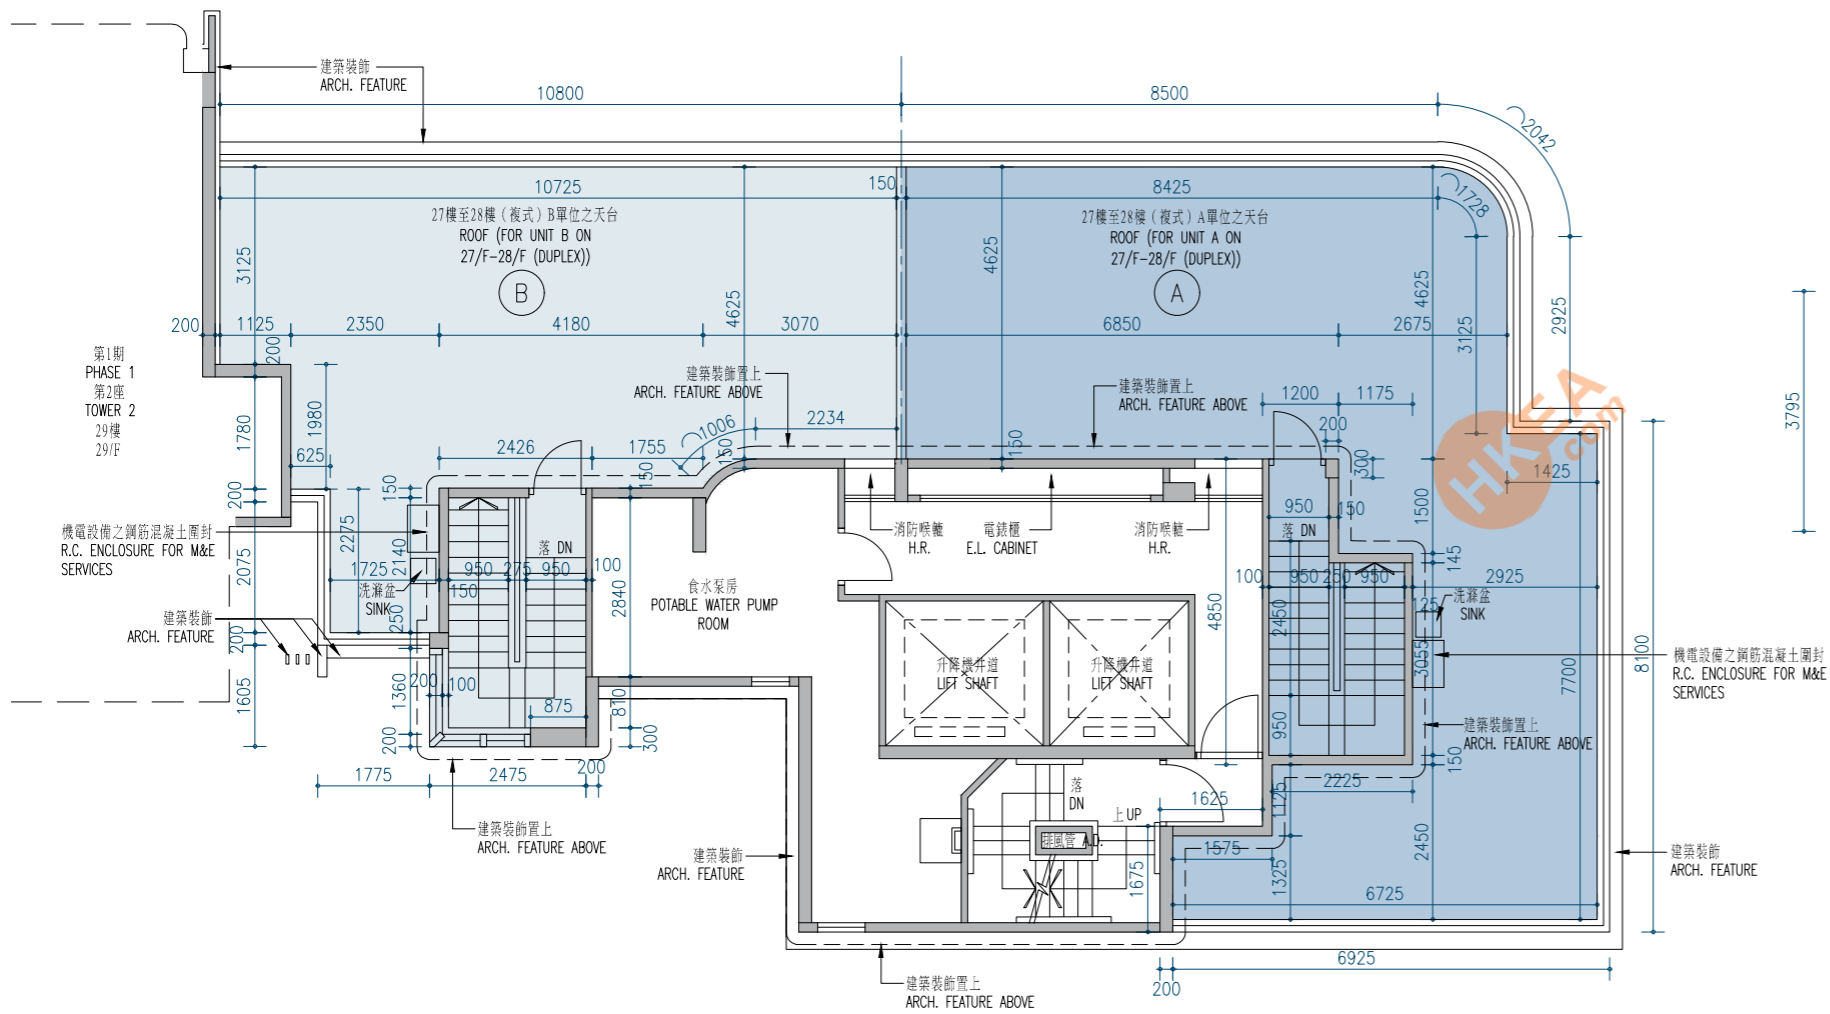 建築裝飾
ARCH. FEATURE
10800
8500
2042
10725
150
8425
1728
27樓至28樓（複式）B單位之天台
ROOF (FOR UNIT B ON
27/F-28/F (DUPLEX))
B
27樓至28樓（複式）A單位之天台
ROOF (FOR UNIT A ON
27/F-28/F (DUPLEX))
A
3125
4625
4625
4625
3125
2925
3795
200
1125
2350
4180
3070
6850
2675
200
第1期
PHASE 1
第2座
TOWER 2
29樓
29/F
建築裝飾置上
ARCH. FEATURE ABOVE
建築裝飾置上
ARCH. FEATURE ABOVE
1200
1175
200
1780
1980
625
2426
1755
1006
2234
150
150
150
300
1425
HKEA
.com
200
150
2275
2140
機電設備之鋼筋混凝土圍封
R.C. ENCLOSURE FOR M&E
SERVICES
落 DN
消防喉轆
H.R.
電錶櫃
E.L. CABINET
消防喉轆
H.R.
950
150
落 DN
1500
145
2075
1725
洗滌盆
SINK
150
950
275
950
100
2840
食水泵房
POTABLE WATER PUMP
ROOM
100
950
250
950
2925
125
洗滌盆
SINK
2450
4850
建築裝飾
ARCH. FEATURE
250
200
升降機井道
LIFT SHAFT
升降機井道
LIFT SHAFT
3055
7700
8100
機電設備之鋼筋混凝土圍封
R.C. ENCLOSURE FOR M&E
SERVICES
1605
200
100
1360
200
875
810
300
950
150
建築裝飾置上
ARCH. FEATURE ABOVE
1775
2475
200
落
DN
上 UP
1625
1125
2225
建築裝飾置上
ARCH. FEATURE ABOVE
排風管 A.D.
建築裝飾
ARCH. FEATURE
1575
1675
1325
2450
建築裝飾
ARCH. FEATURE
6725
6925
200
建築裝飾置上
ARCH. FEATURE ABOVE